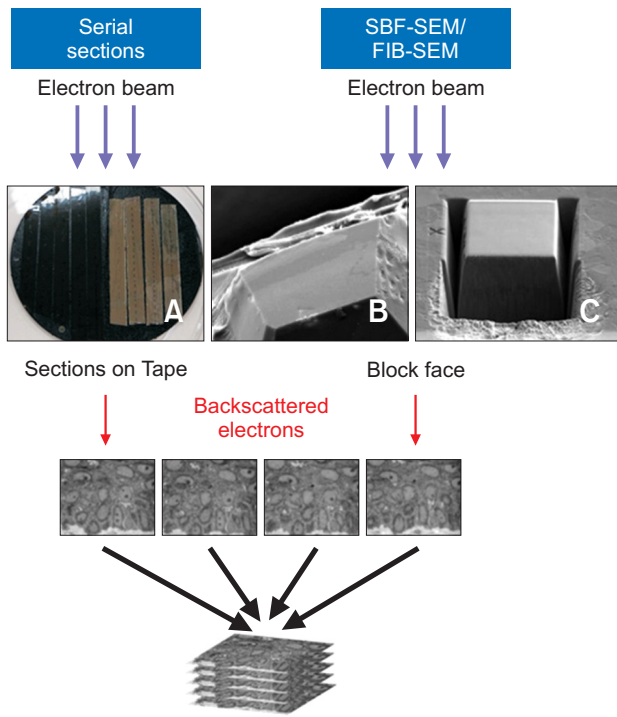 Serial
sections
SBF-SEM/
FIB-SEM
Electron beam
Electron beam
A
B
C
Sections on Tape
Block face
Backscattered
electrons